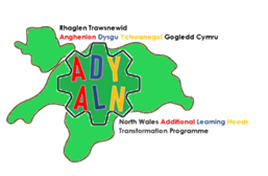 Rhaglen Trawsnewid
Anghenion Dysgu Ychwanegol Gogledd Cymru
ADY
ALN
North Wales Additional Learning Needs
Transformation Programme